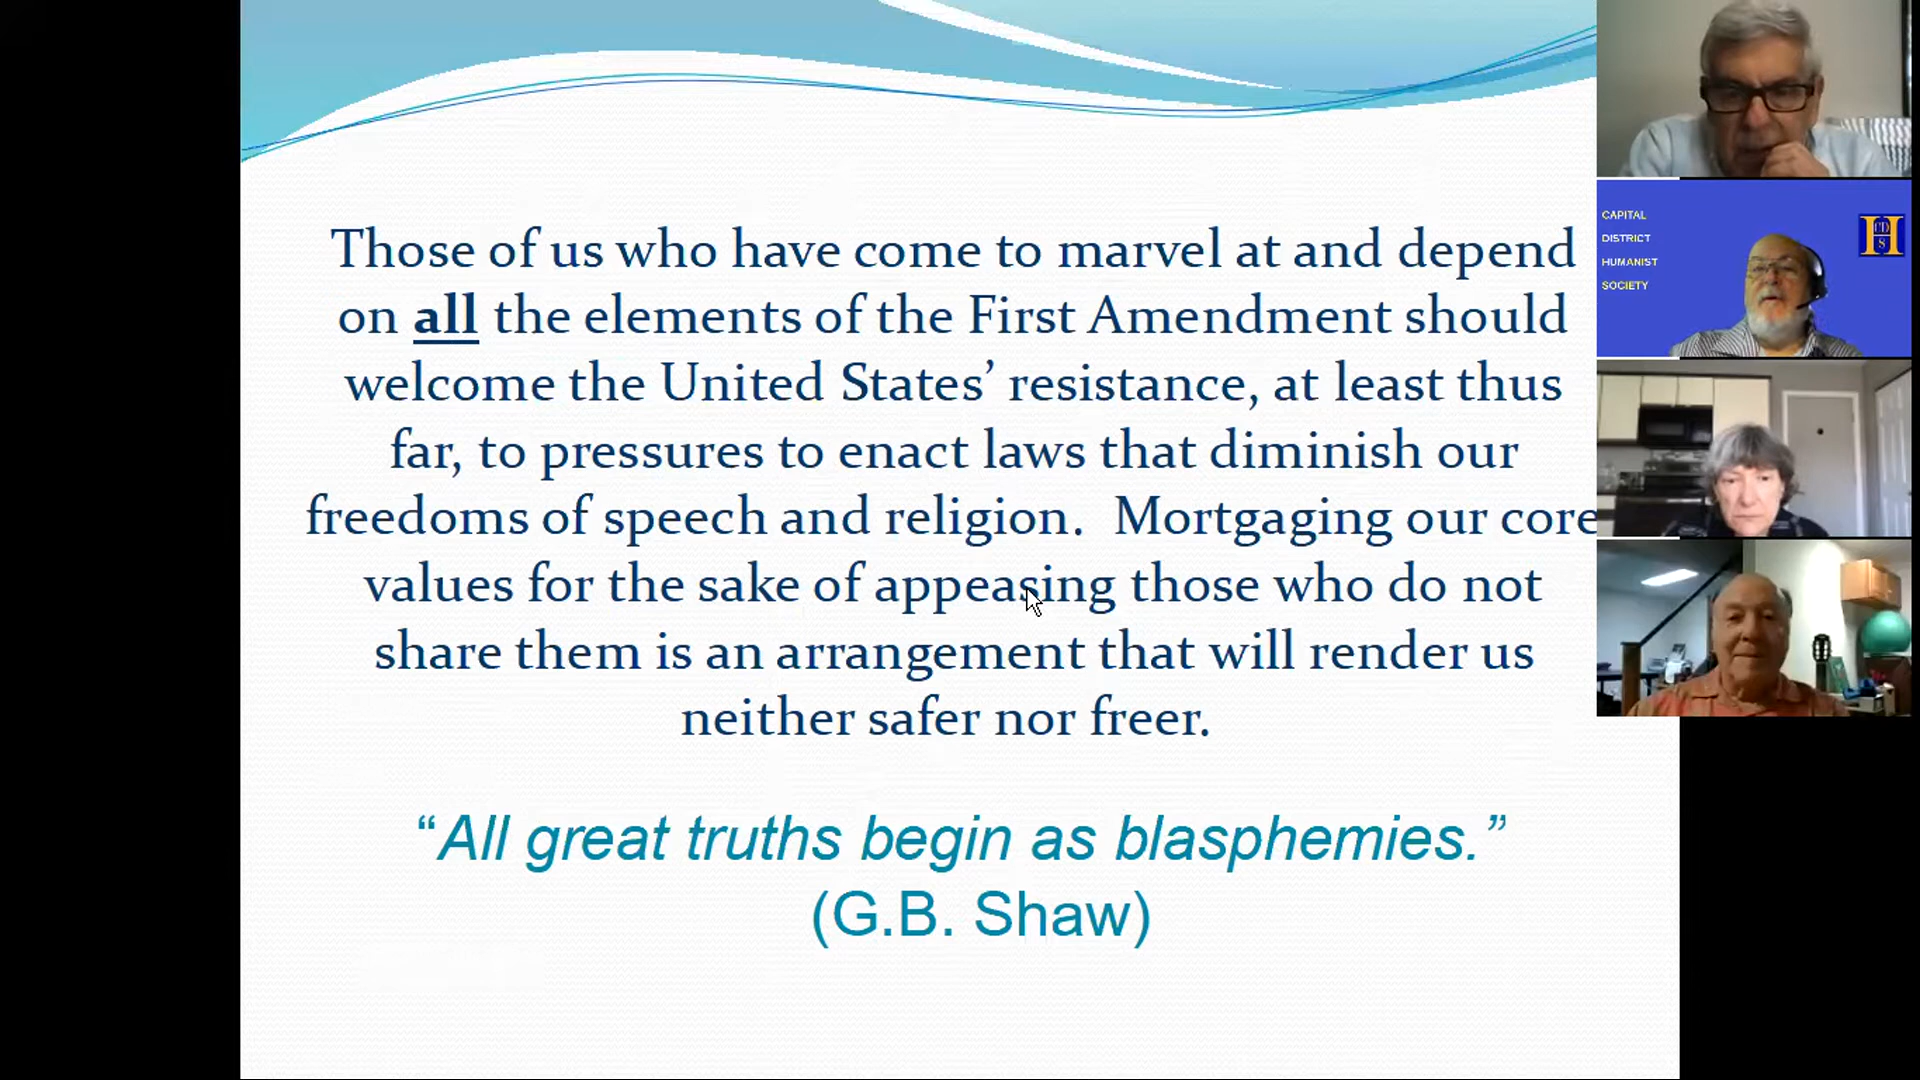 Those of us who have come to marvel at and depend
on all the elements of the First Amendment should
welcome the United States’ resistance, at least thus
far, to pressures to enact laws that diminish our
freedoms of speech and religion.  Mortgaging our core
values for the sake of appeasing those who do not
share them is an arrangement that will render us
neither safer nor freer.
“All great truths begin as blasphemies.”
(G.B. Shaw)
CAPITAL
DISTRICT
HUMANIST
SOCIETY
H
CD
S